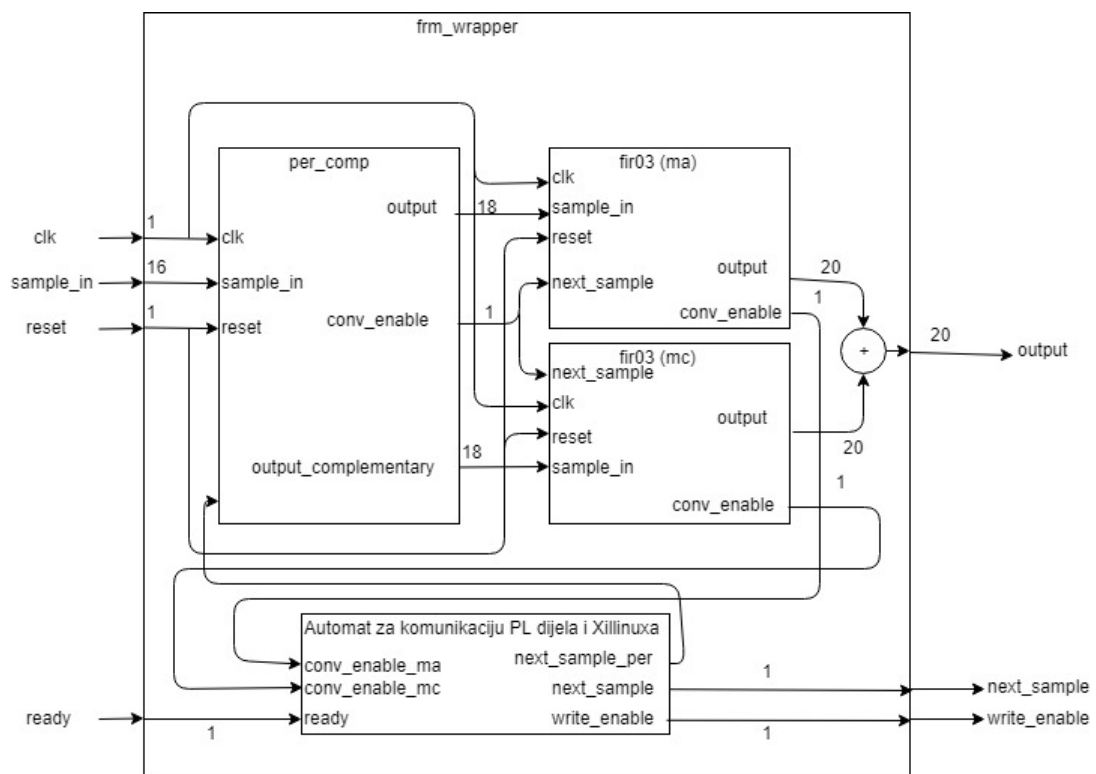 frm_wrapper
per_comp
output
conv_enable
output_complementary
clk
sample_in
reset
fir03 (ma)
clk
sample_in
reset
next_sample
output
conv_enable
fir03 (mc)
next_sample
clk
reset
sample_in
output
conv_enable
clk
sample_in
reset
1
16
1
18
1
18
20
1
20
1
+
20
output
Automat za komunikaciju PL dijela i Xillinuxa
conv_enable_ma
conv_enable_mc
ready
next_sample_per
next_sample
write_enable
ready
1
1
1
next_sample
write_enable